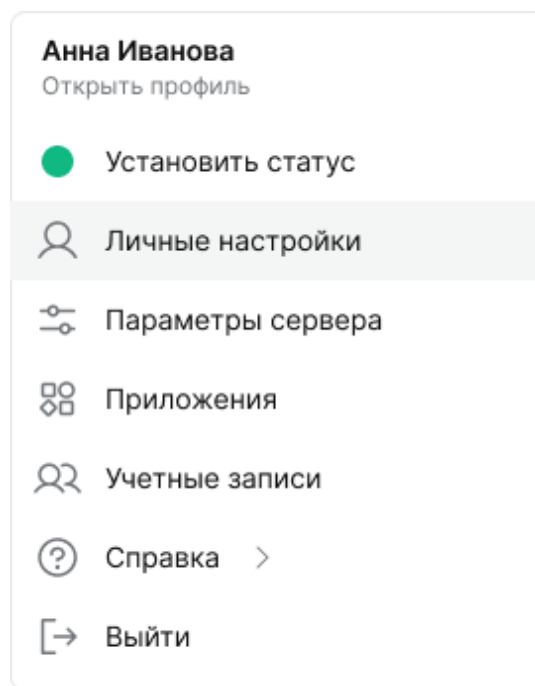 Анна Иванова
Открыть профиль
Установить статус
Личные настройки
Параметры сервера
Приложения
Учетные записи
Справка
Выйти